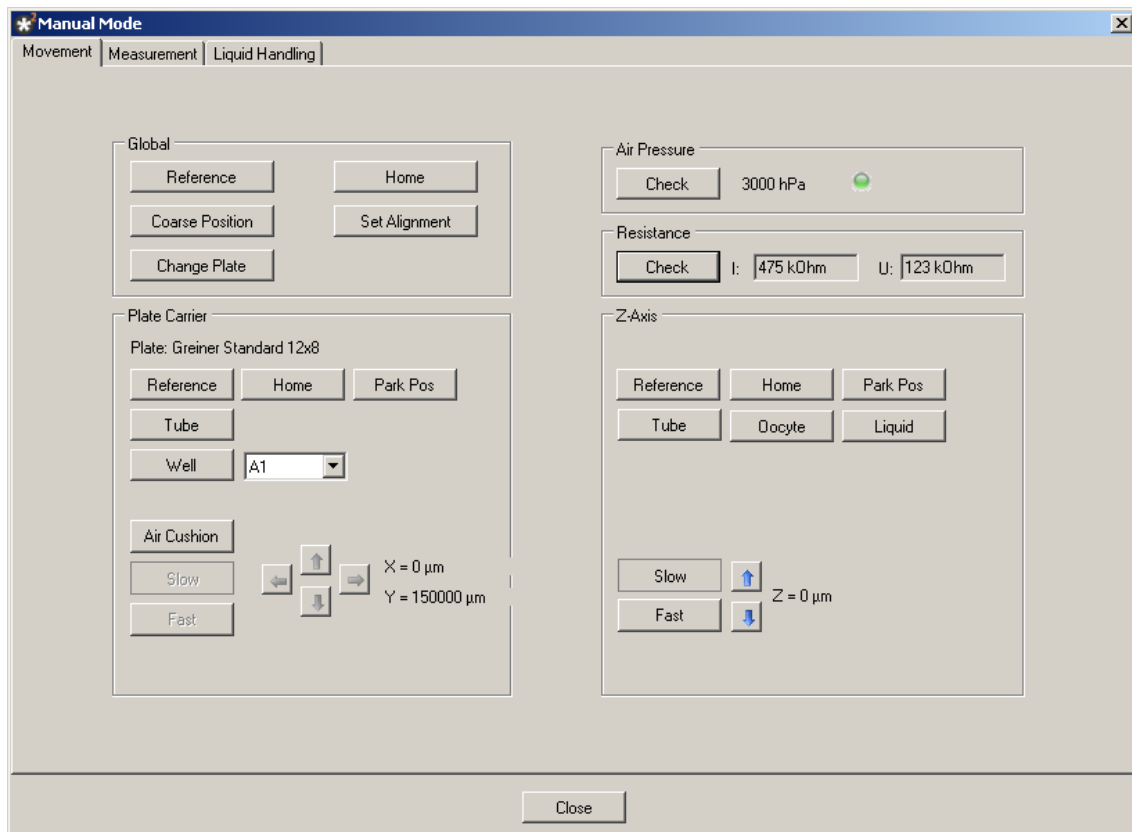 Manual Mode
Movement Measurement Liquid Handling
Global
Reference Home
Coarse Position Set Alignment
Change Plate
Air Pressure
Check 3000 hPa
Resistance
Check I: 475 kOhm U: 123 kOhm
Plate Carrier
Plate: Greiner Standard 12x8
Reference Home Park Pos
Tube
Well A1
Air Cushion
Slow
Fast
X = 0 µm
Y = 150000 µm
Z-Axis
Reference Home Park Pos
Tube Oocyte Liquid
Slow
Fast
Z = 0 µm
Close